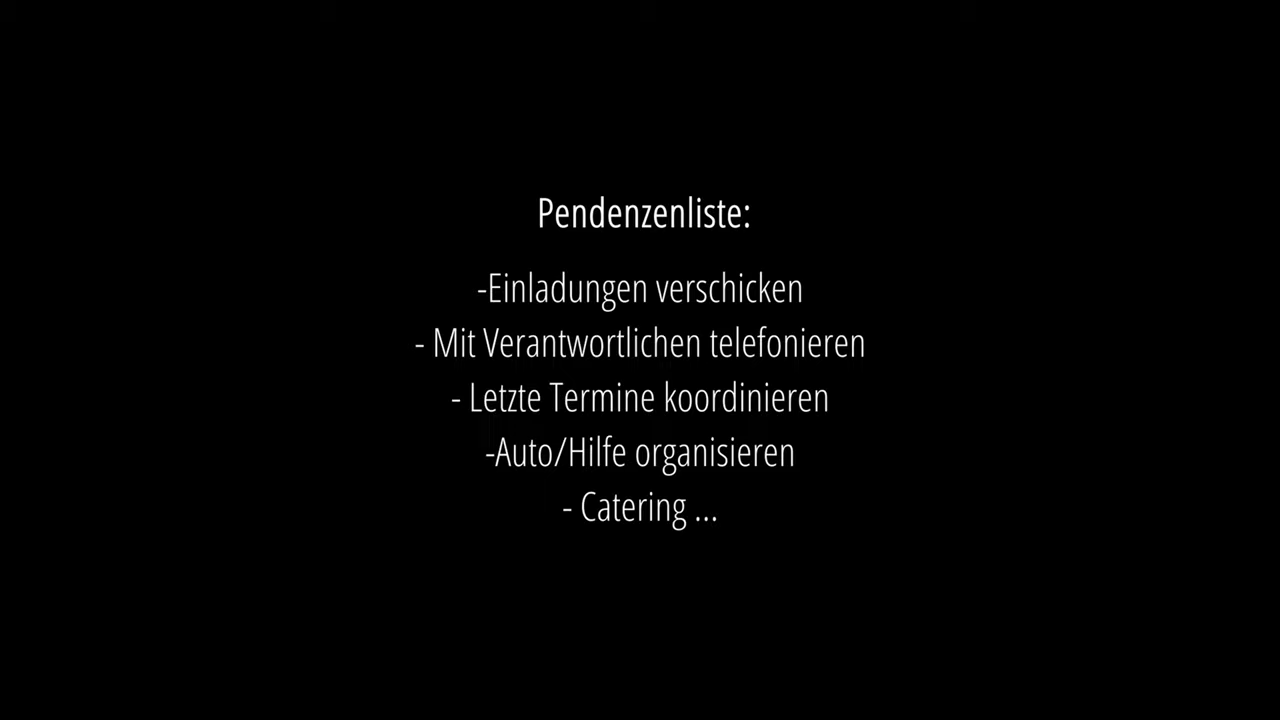 Pendenzenliste:
-Einladungen verschicken
- Mit Verantwortlichen telefonieren
- Letzte Termine koordinieren
-Auto/Hilfe organisieren
- Catering ...